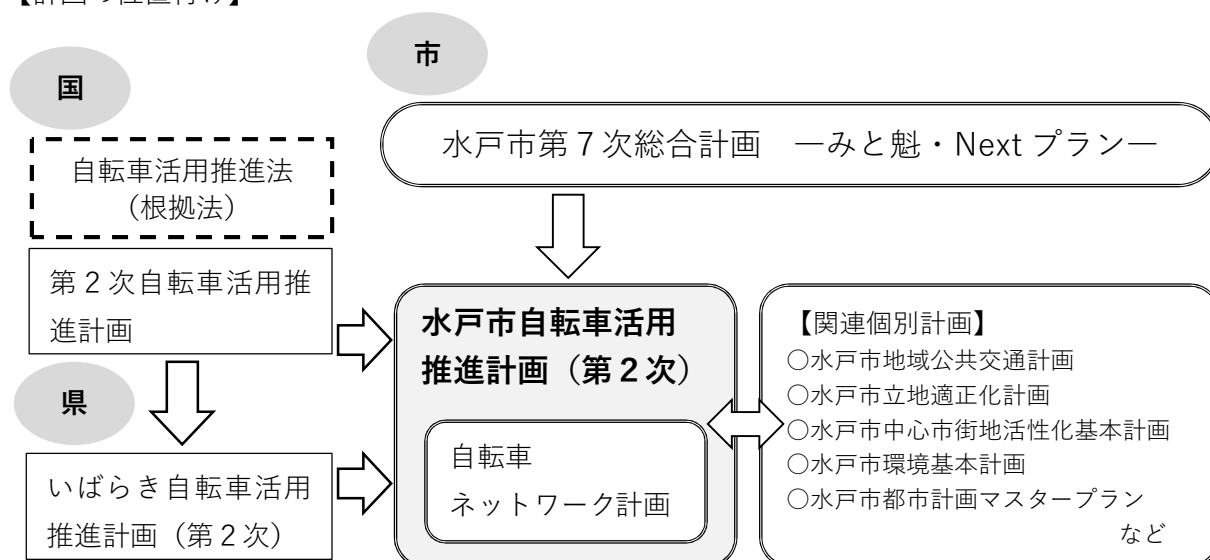 【計画の位置付け】
市
国
水戸市第７次総合計画　―みと魁・Next プラン―
自転車活用推進法
（根拠法）
第２次自転車活用推
進計画
県
いばらき自転車活用
推進計画（第２次）
水戸市自転車活用
推進計画（第２次）
自転車
ネットワーク計画
【関連個別計画】
○水戸市地域公共交通計画
○水戸市立地適正化計画
○水戸市中心市街地活性化基本計画
○水戸市環境基本計画
○水戸市都市計画マスタープラン
など